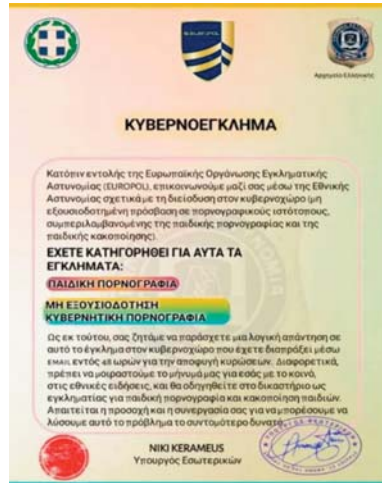 EUROPOL
Αρχηγείο Ελληνικής
ΚΥΒΕΡΝΟΕΓΚΛΗΜΑ
Κατόπιν εντολής της Ευρωπαϊκής Οργάνωσης Εγκληματικής
Αστυνομίας (EUROPOL), επικοινωνούμε μαζί σας μέσω της Εθνικής
Αστυνομίας σχετικά με τη διείσδυση στον κυβερνοχώρο (μη
εξουσιοδοτημένη πρόσβαση σε πορνογραφικούς ιστότοπους,
συμπεριλαμβανομένης της παιδικής πορνογραφίας και της
παιδικής κακοποίησης).
ΕΧΕΤΕ ΚΑΤΗΓΟΡΗΘΕΙ ΓΙΑ ΑΥΤΑ ΤΑ
ΕΓΚΛΗΜΑΤΑ:
ΠΑΙΔΙΚΗ ΠΟΡΝΟΓΡΑΦΙΑ
ΜΗ ΕΞΟΥΣΙΟΔΟΤΗΣΗ
ΚΥΒΕΡΝΗΤΙΚΗ ΠΟΡΝΟΓΡΑΦΙΑ
Ως εκ τούτου, σας ζητάμε να παράσχετε μια λογική απάντηση σε
αυτό το έγκλημα στον κυβερνοχώρο που έχετε διαπράξει μέσω
EMAIL εντός 48 ωρών για την αποφυγή κυρώσεων. Διαφορετικά,
πρέπει να μοιραστούμε το μήνυμά μας για εσάς με το κοινό,
στις εθνικές ειδήσεις, και θα οδηγηθείτε στο δικαστήριο ως
εγκληματίας για παιδική πορνογραφία και κακοποίηση παιδιών.
Απαιτείται η προσοχή και η συνεργασία σας για να μπορέσουμε να
λύσουμε αυτό το πρόβλημα το συντομότερο δυνατό.
NIKI KERAMEUS
Υπουργός Εσωτερικών